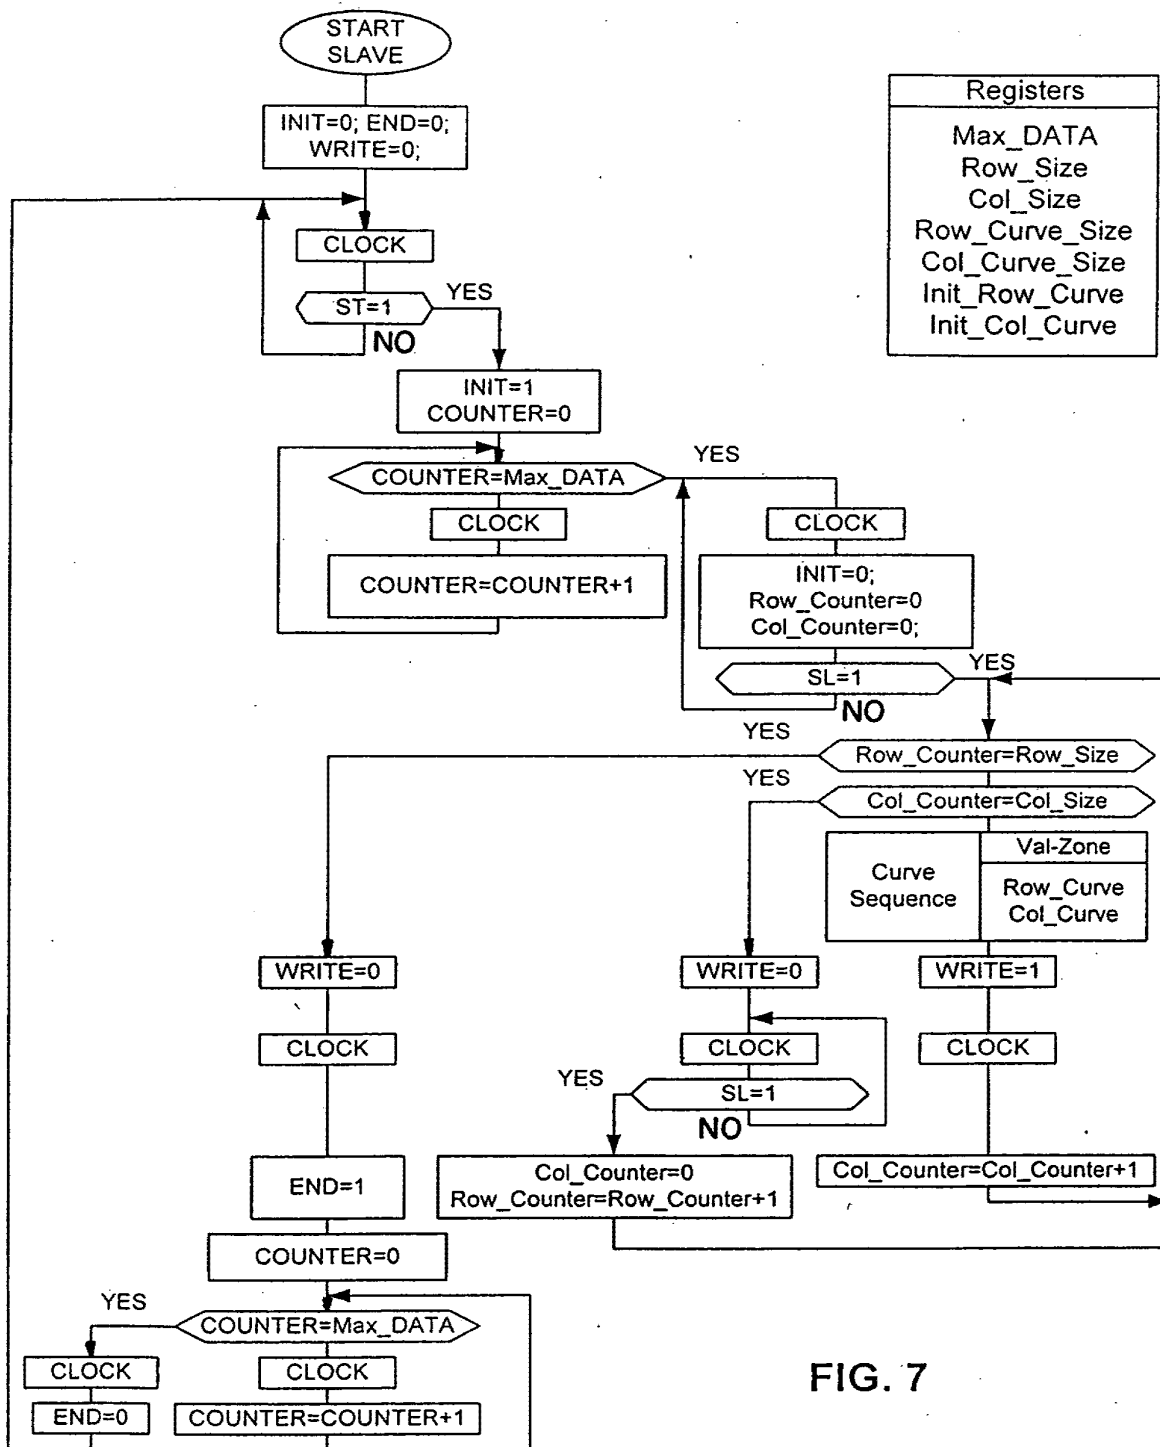 START
SLAVE
INIT=0; END=0;
WRITE=0;
Registers
Max_DATA
Row_Size
Col_Size
Row_Curve_Size
Col_Curve_Size
Init_Row_Curve
Init_Col_Curve
CLOCK
ST=1
YES
NO
INIT=1
COUNTER=0
COUNTER=Max_DATA
YES
CLOCK
COUNTER=COUNTER+1
CLOCK
INIT=0;
Row_Counter=0
Col_Counter=0;
SL=1
YES
NO
YES
Row_Counter=Row_Size
YES
Col_Counter=Col_Size
Curve
Sequence
Val-Zone
Row_Curve
Col_Curve
WRITE=0
WRITE=0
WRITE=1
CLOCK
CLOCK
CLOCK
YES
SL=1
NO
END=1
Col_Counter=0
Row_Counter=Row_Counter+1
Col_Counter=Col_Counter+1
COUNTER=0
YES
COUNTER=Max_DATA
CLOCK
CLOCK
END=0
COUNTER=COUNTER+1
FIG. 7